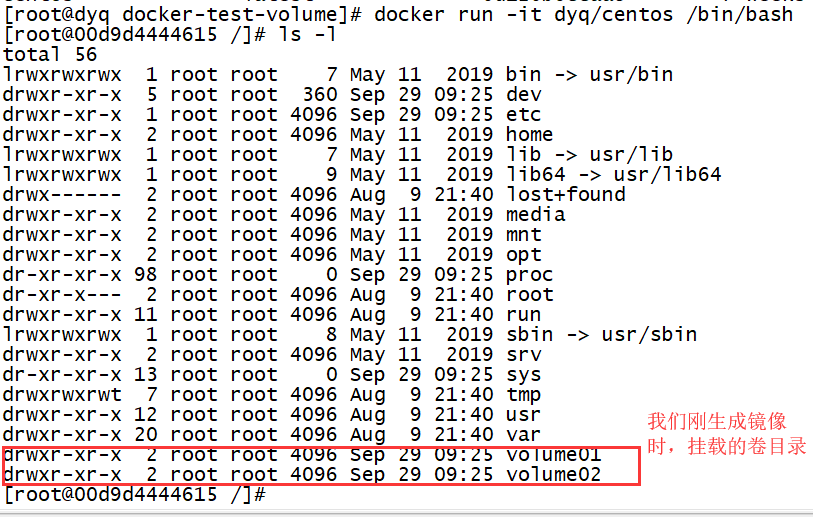 [root@dyq docker-test-volume]# docker run -it dyq/centos /bin/bash
[root@00d9d4444615 /]# ls -l
total 56
lrwxrwxrwx  1 root root    7 May 11  2019 bin -> usr/bin
drwxr-xr-x  5 root root  360 Sep 29 09:25 dev
drwxr-xr-x  1 root root 4096 Sep 29 09:25 etc
drwxr-xr-x  2 root root 4096 May 11  2019 home
lrwxrwxrwx  1 root root    7 May 11  2019 lib -> usr/lib
lrwxrwxrwx  1 root root    9 May 11  2019 lib64 -> usr/lib64
drwx------  2 root root 4096 Aug  9 21:40 lost+found
drwxr-xr-x  2 root root 4096 May 11  2019 media
drwxr-xr-x  2 root root 4096 May 11  2019 mnt
drwxr-xr-x  2 root root 4096 May 11  2019 opt
dr-xr-xr-x 98 root root    0 Sep 29 09:25 proc
dr-xr-x---  2 root root 4096 Aug  9 21:40 root
drwxr-xr-x 11 root root 4096 Aug  9 21:40 run
lrwxrwxrwx  1 root root    8 May 11  2019 sbin -> usr/sbin
drwxr-xr-x  2 root root 4096 May 11  2019 srv
dr-xr-xr-x 13 root root    0 Sep 29 09:25 sys
drwxrwxrwt  7 root root 4096 Aug  9 21:40 tmp
drwxr-xr-x 12 root root 4096 Aug  9 21:40 usr
drwxr-xr-x 20 root root 4096 Aug  9 21:40 var
drwxr-xr-x  2 root root 4096 Sep 29 09:25 volume01
drwxr-xr-x  2 root root 4096 Sep 29 09:25 volume02
[root@00d9d4444615 /]#
我们刚生成镜像
时，挂载的卷目录